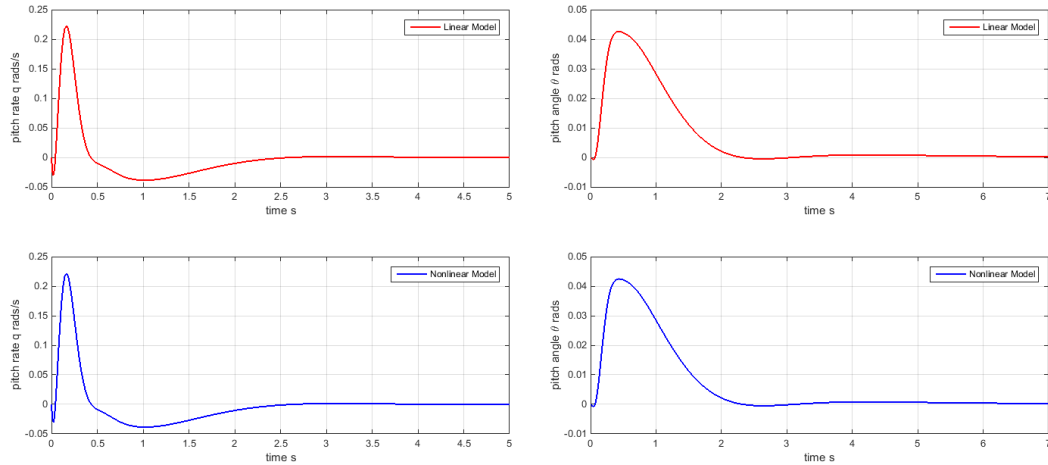 Linear Model
pitch rate q rads/s
0.25
0.2
0.15
0.1
0.05
0
-0.05
0 0.5 1 1.5 2 2.5 3 3.5 4 4.5 5
time s
Linear Model
pitch angle θ rads
0.05
0.04
0.03
0.02
0.01
0
-0.01
0 1 2 3 4 5 6 7
time s
Nonlinear Model
pitch rate q rads/s
0.25
0.2
0.15
0.1
0.05
0
-0.05
0 0.5 1 1.5 2 2.5 3 3.5 4 4.5 5
time s
Nonlinear Model
pitch angle θ rads
0.05
0.04
0.03
0.02
0.01
0
-0.01
0 1 2 3 4 5 6 7
time s